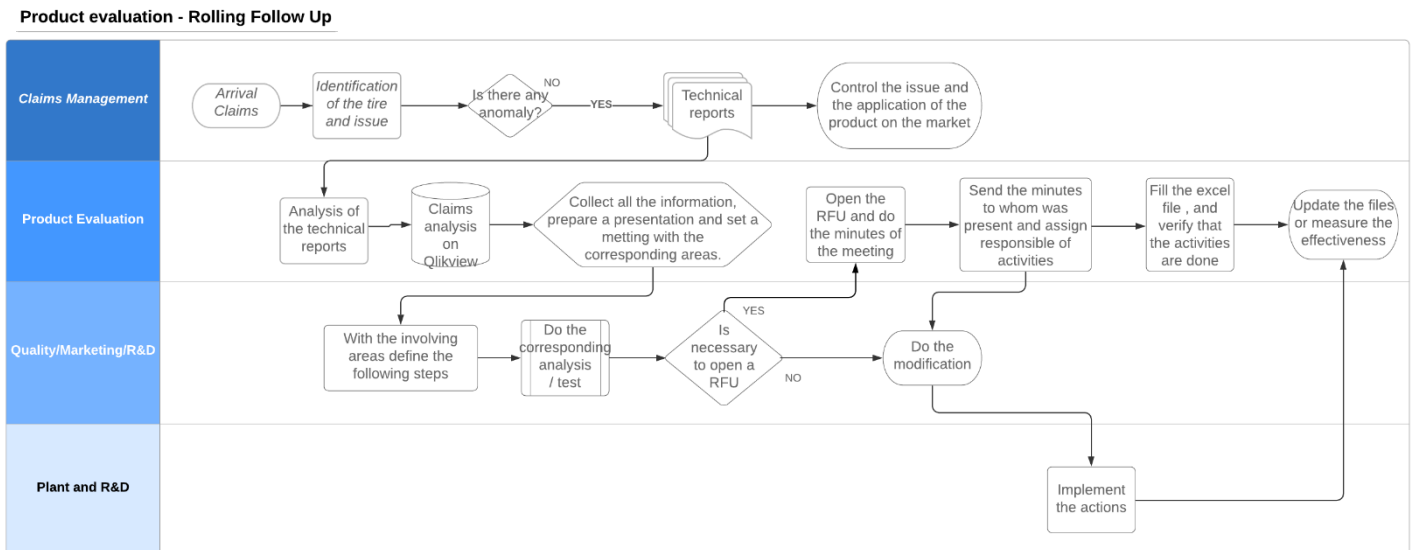 Product evaluation - Rolling Follow Up
Claims Management
Arrival
Claims
Identification
of the tire
and issue
Is there any
anomaly?
NO
YES
Technical
reports
Control the issue and
the application of the
product on the market
Product Evaluation
Analysis of
the technical
reports
Claims
analysis
on
Qlikview
Collect all the information,
prepare a presentation and set a
metting with the
corresponding areas.
Open the
RFU and do
the minutes of
the meeting
Send the minutes
to whom was
present and assign
responsible of
activities
Fill the excel
file , and
verify that
the activities
are done
Update the files
or measure the
effectiveness
Quality/Marketing/R&D
With the involving
areas define the
following steps
Do the
corresponding
analysis
/ test
Is
necessary
to open a
RFU
YES
NO
Do the
modification
Plant and R&D
Implement
the actions